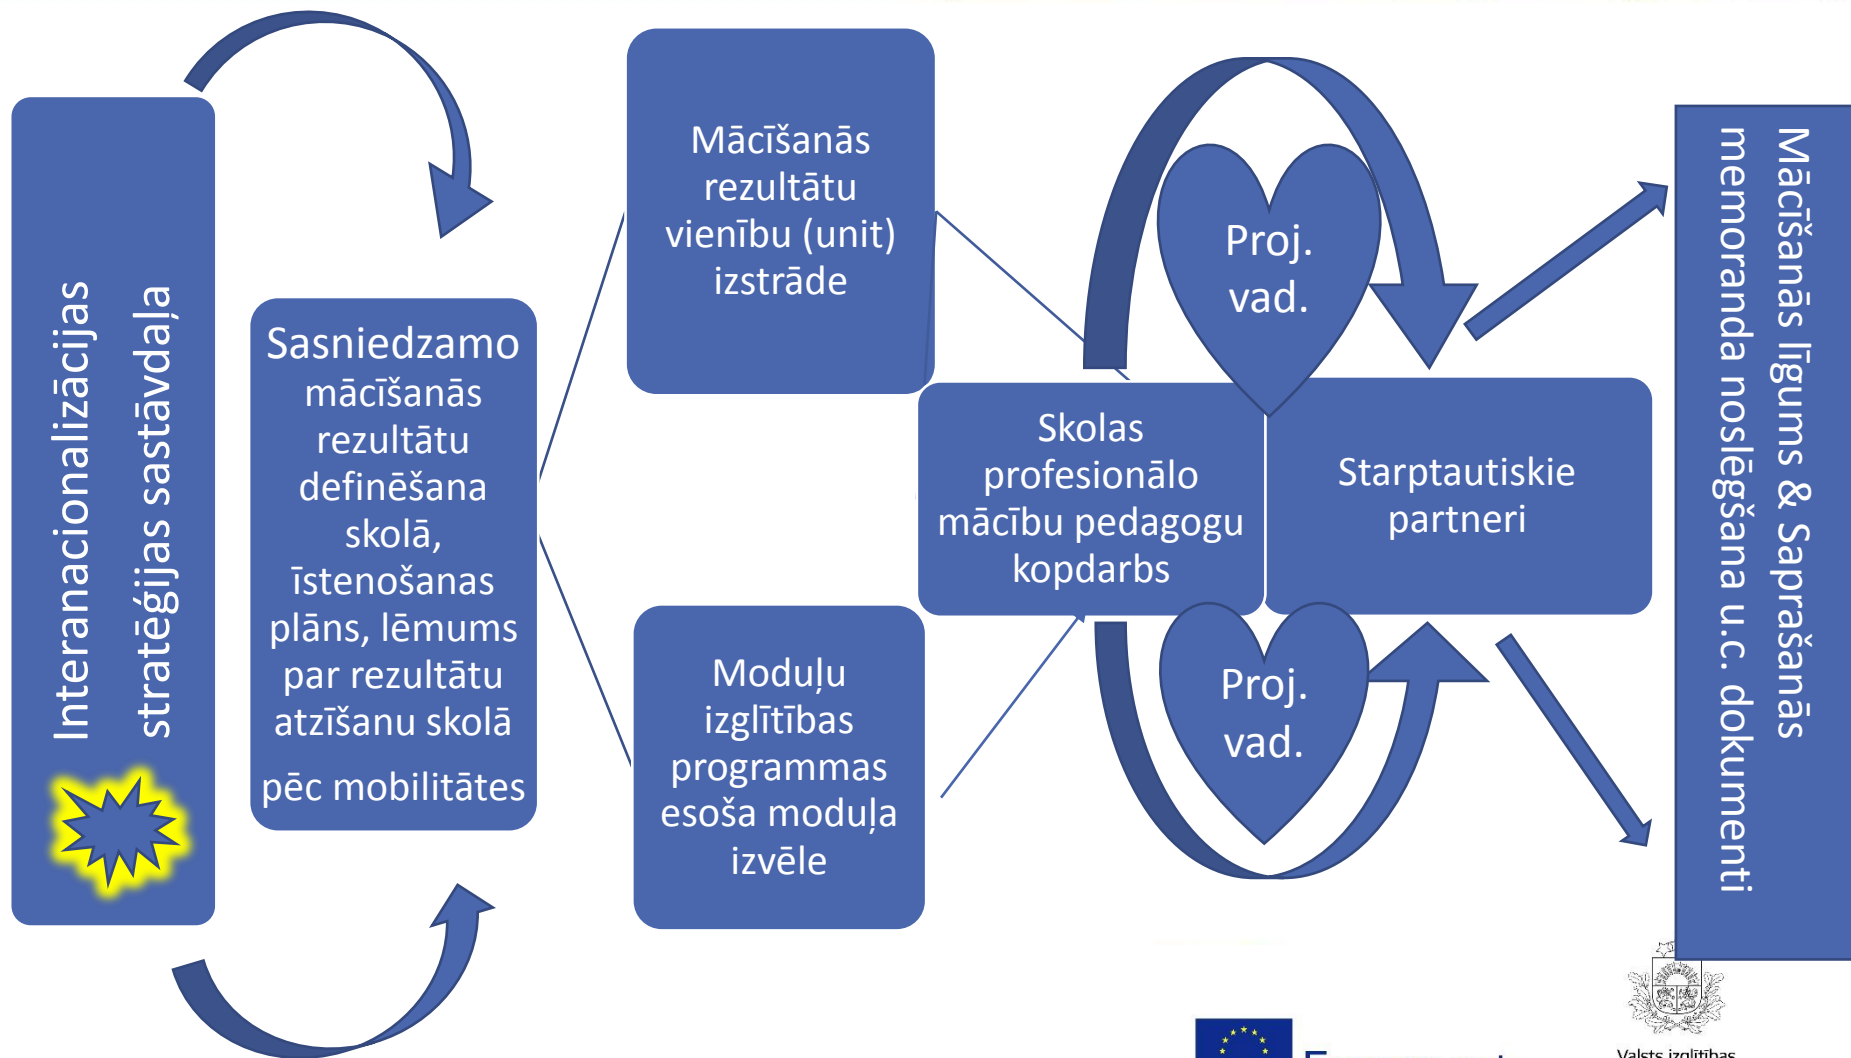 Interanacionalizācijas
stratēģijas sastāvdaļa
Sasniedzamo
mācīšanās
rezultātu
definēšana
skolā,
īstenošanas
plāns, lēmums
par rezultātu
atzīšanu skolā
pēc mobilitātes
Mācīšanās
rezultātu
vienību (unit)
izstrāde
Moduļu
izglītības
programmas
esoša moduļa
izvēle
Skolas
profesionālo
mācību pedagogu
kopdarbs
Proj.
vad.
Starptautiskie
partneri
Proj.
vad.
Mācīšanās līgums & Saprašanās
memoranda noslēgšana u.c. dokumenti
Valsts izglītības